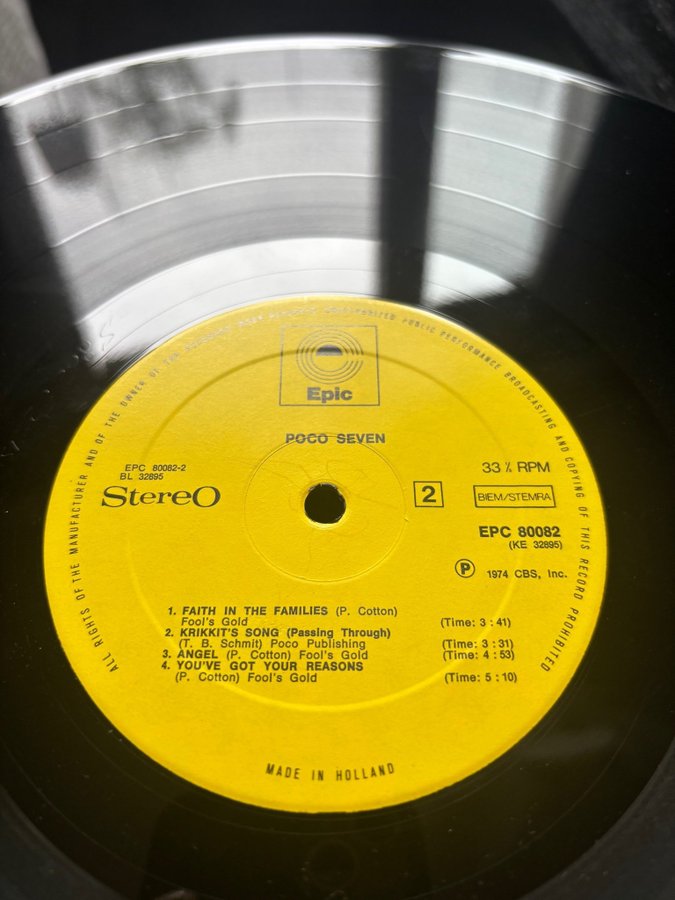 ALL RIGHTS OF THE MANUFACTURER AND OF THE OWNER OF THE RECORDED WORK RESERVED. UNAUTHORIZED PUBLIC PERFORMANCE BROADCASTING AND COPYING OF THIS RECORD PROHIBITED
Epic
POCO SEVEN
EPC 80082-2
BL 32895
Stereo
2
33 ⅓ RPM
BIEM/STEMRA
EPC 80082
(KE 32895)
Ⓟ 1974 CBS, Inc.
1. FAITH IN THE FAMILIES (P. Cotton)
Fool's Gold (Time: 3 : 41)
2. KRIKKIT'S SONG (Passing Through)
(T. B. Schmit) Poco Publishing (Time: 3 : 31)
3. ANGEL (P. Cotton) Fool's Gold (Time: 4 : 53)
4. YOU'VE GOT YOUR REASONS
(P. Cotton) Fool's Gold (Time: 5 : 10)
MADE IN HOLLAND